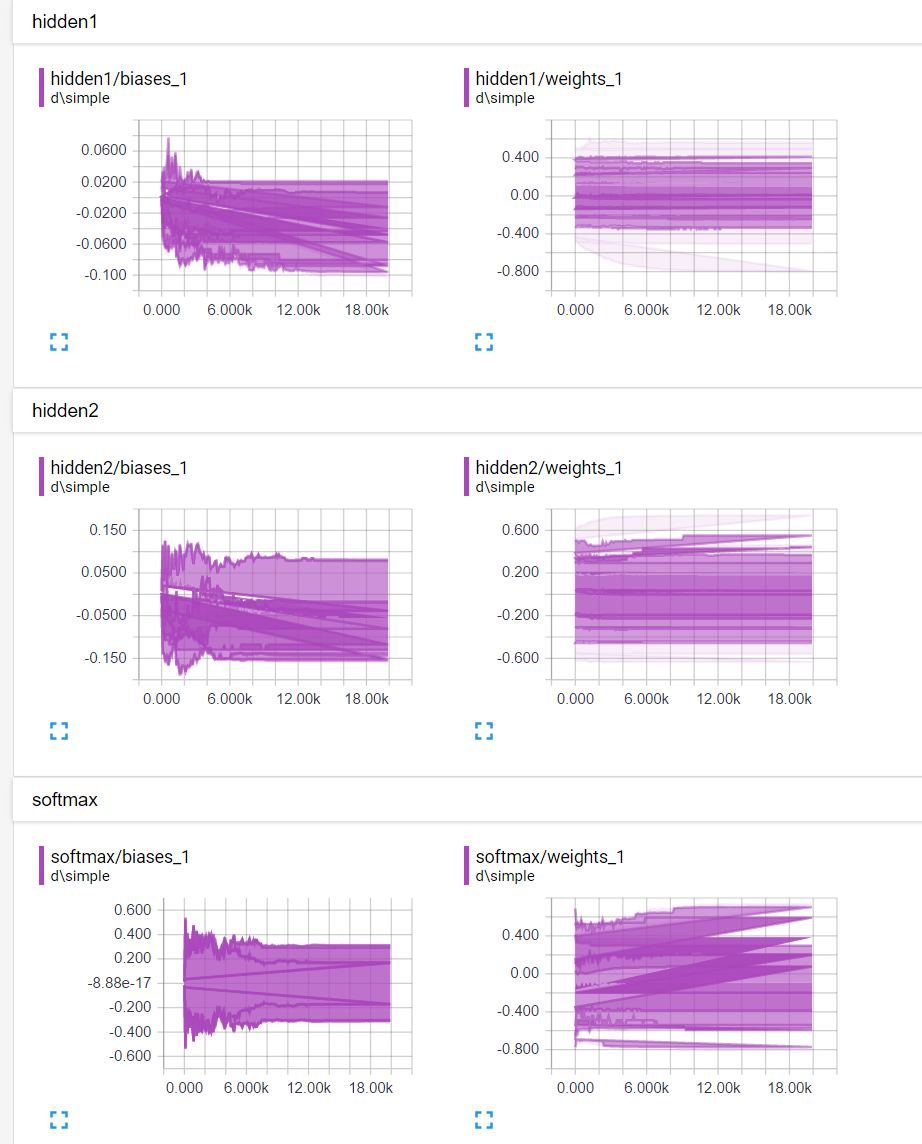 hidden1
hidden1/biases_1
d\simple
0.0600
0.0200
-0.0200
-0.0600
-0.100
0.000 6.000k 12.00k 18.00k
hidden1/weights_1
d\simple
0.400
0.00
-0.400
-0.800
0.000 6.000k 12.00k 18.00k
hidden2
hidden2/biases_1
d\simple
0.150
0.0500
-0.0500
-0.150
0.000 6.000k 12.00k 18.00k
hidden2/weights_1
d\simple
0.600
0.200
-0.200
-0.600
0.000 6.000k 12.00k 18.00k
softmax
softmax/biases_1
d\simple
0.600
0.400
0.200
-8.88e-17
-0.200
-0.400
-0.600
0.000 6.000k 12.00k 18.00k
softmax/weights_1
d\simple
0.400
0.00
-0.400
-0.800
0.000 6.000k 12.00k 18.00k